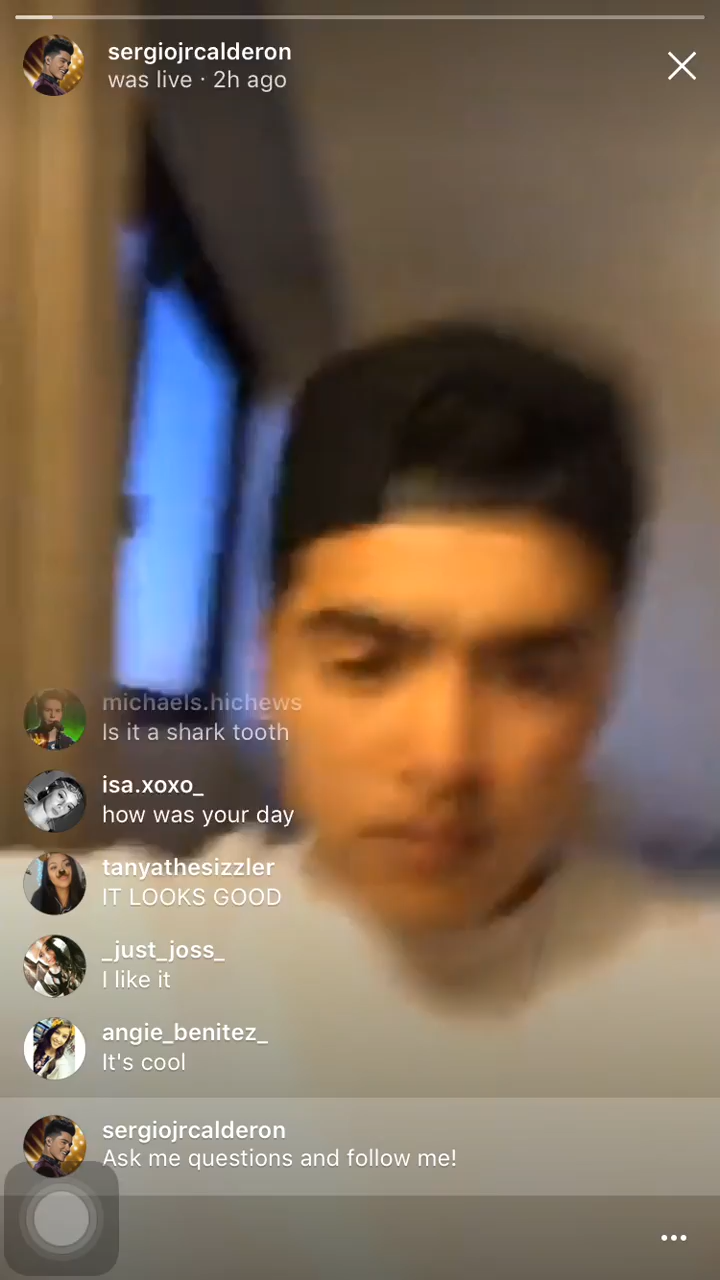 sergiojrcalderon
was live · 2h ago
michaels.hichews
Is it a shark tooth
isa.xoxo_
how was your day
tanyathesizzler
IT LOOKS GOOD
_just_joss_
I like it
angie_benitez_
It's cool
sergiojrcalderon
Ask me questions and follow me!